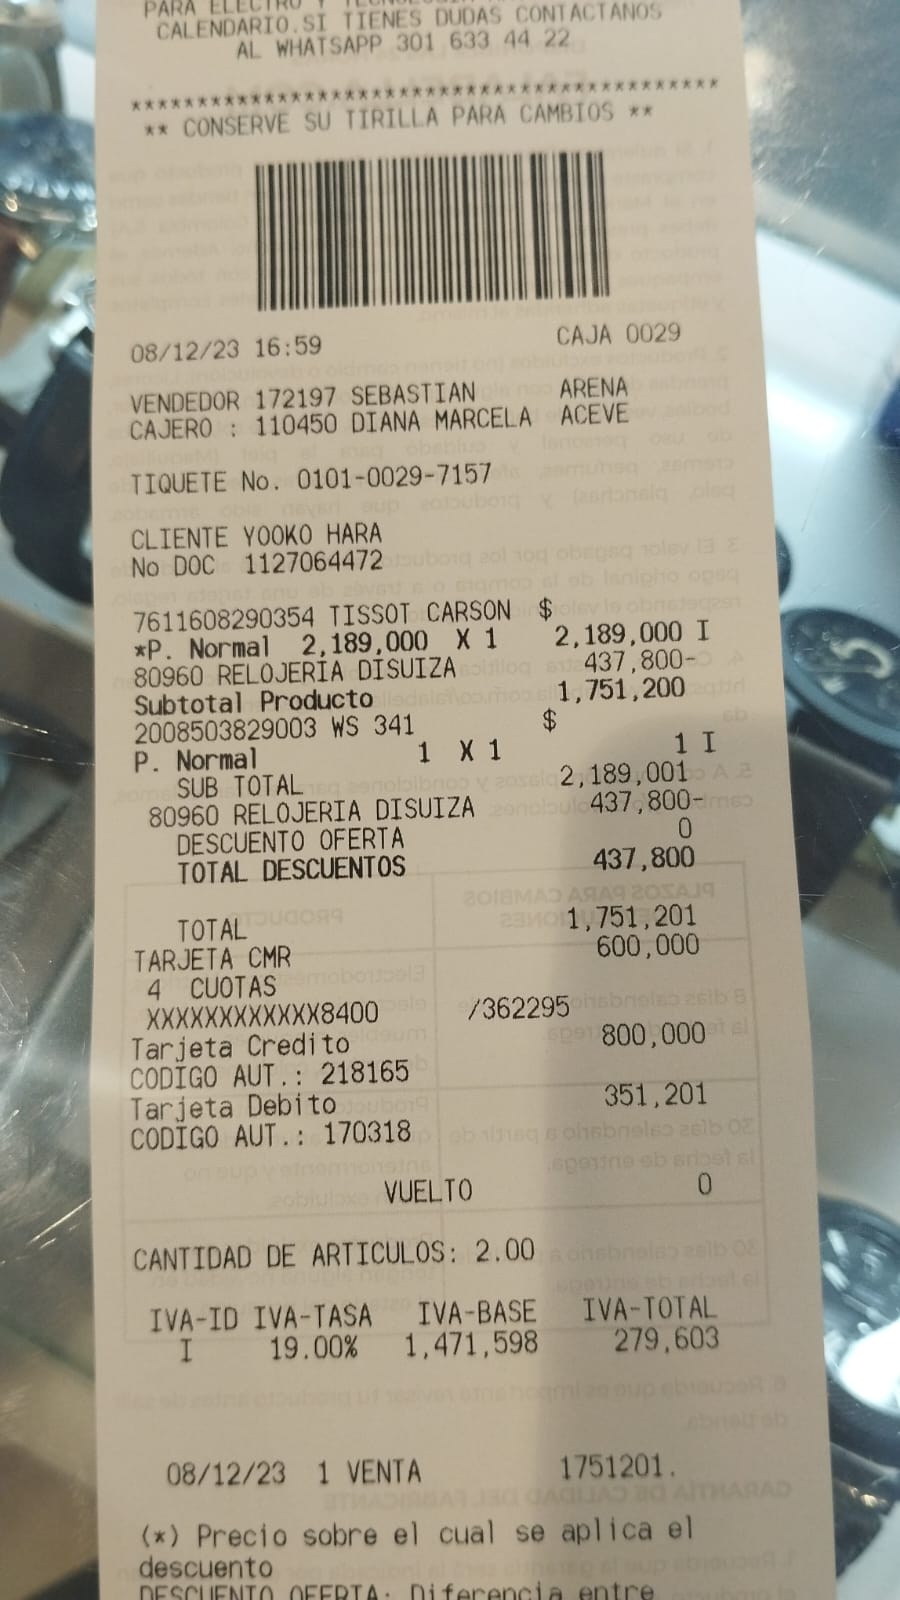 PARA ELECTRO Y
CALENDARIO.SI TIENES DUDAS CONTACTANOS
AL WHATSAPP 301 633 44 22
*******************************************
** CONSERVE SU TIRILLA PARA CAMBIOS **
08/12/23 16:59 CAJA 0029
VENDEDOR 172197 SEBASTIAN ARENA
CAJERO : 110450 DIANA MARCELA ACEVE
TIQUETE No. 0101-0029-7157
CLIENTE YOOKO HARA
No DOC 1127064472
7611608290354 TISSOT CARSON $
*P. Normal 2,189,000 X 1 2,189,000 I
80960 RELOJERIA DISUIZA 437,800-
Subtotal Producto 1,751,200
2008503829003 WS 341 $
P. Normal 1 X 1 1 I
SUB TOTAL 2,189,001
80960 RELOJERIA DISUIZA 437,800-
DESCUENTO OFERTA 0
TOTAL DESCUENTOS 437,800
TOTAL 1,751,201
TARJETA CMR 600,000
4 CUOTAS
XXXXXXXXXXXX8400 /362295
Tarjeta Credito 800,000
CODIGO AUT.: 218165
Tarjeta Debito 351,201
CODIGO AUT.: 170318
VUELTO 0
CANTIDAD DE ARTICULOS: 2.00
IVA-ID IVA-TASA IVA-BASE IVA-TOTAL
I 19.00% 1,471,598 279,603
08/12/23 1 VENTA 1751201.
(*) Precio sobre el cual se aplica el
descuento
DESCUENTO OFERTA: Diferencia entre